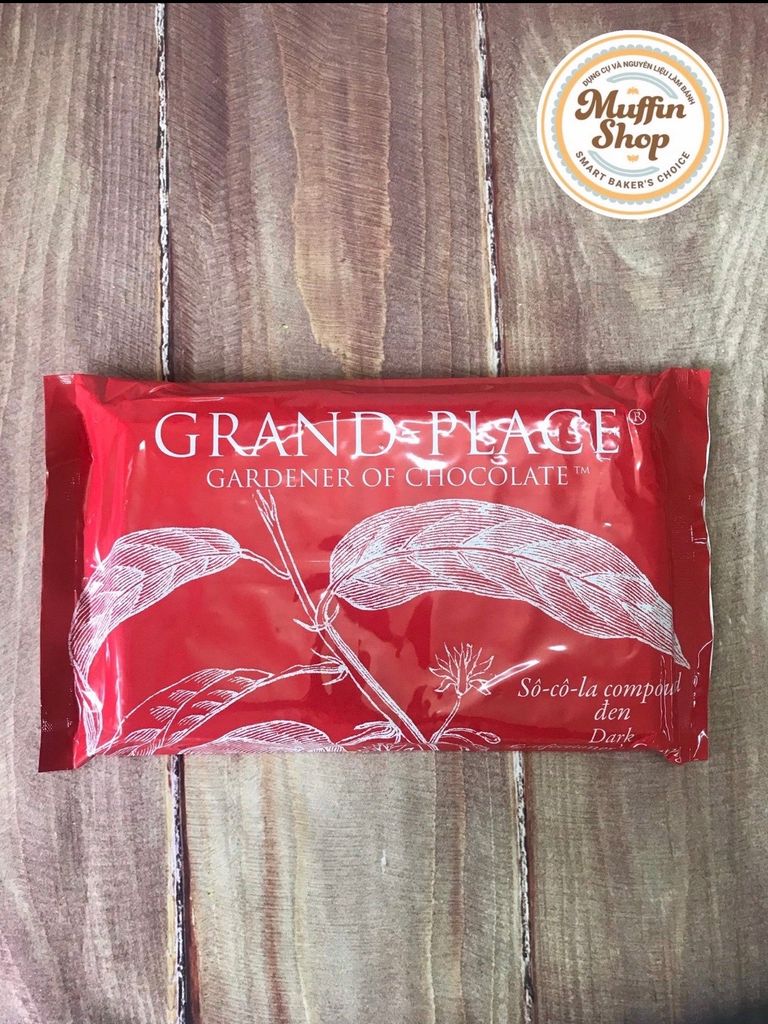 DỤNG CỤ VÀ NGUYÊN LIỆU LÀM BÁNH
Muffin
Shop
SMART BAKER'S CHOICE
GRAND-PLACE®
GARDENER OF CHOCOLATE™
Sô-cô-la compound
đen
Dark